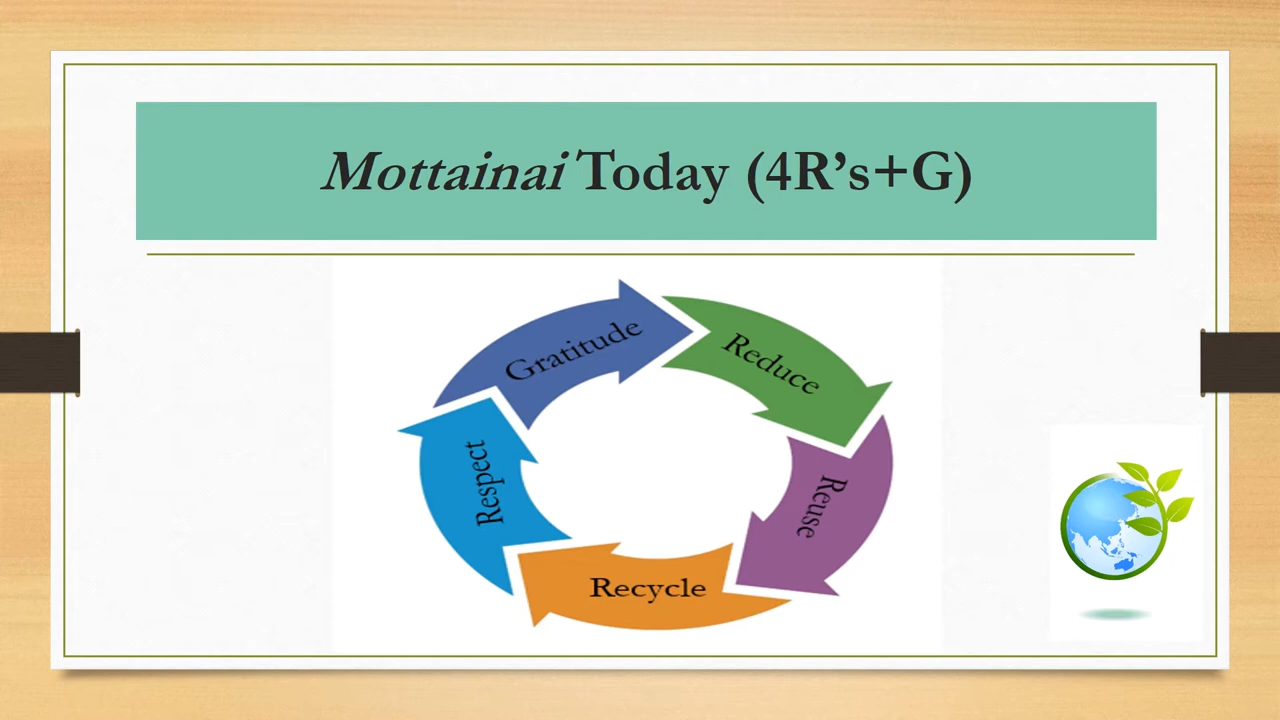 Mottainai Today (4R’s+G)
Gratitude
Reduce
Reuse
Recycle
Respect